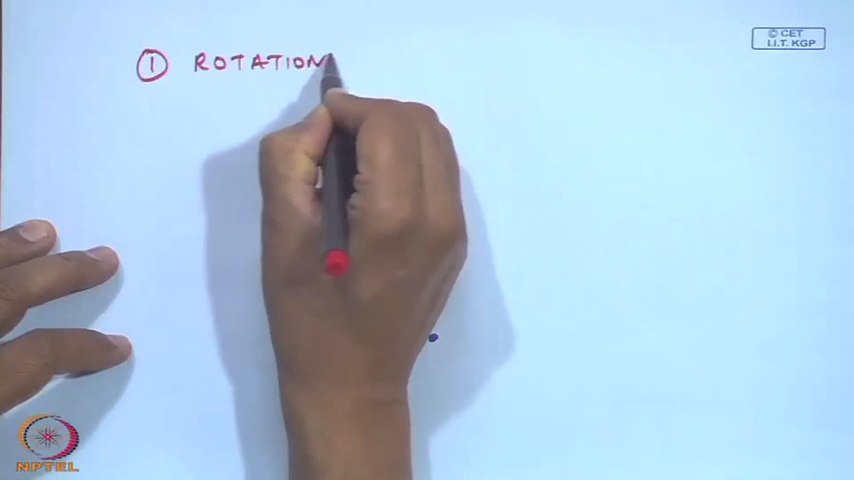 © CET
I.I.T. KGP
① ROTATION
NPTEL